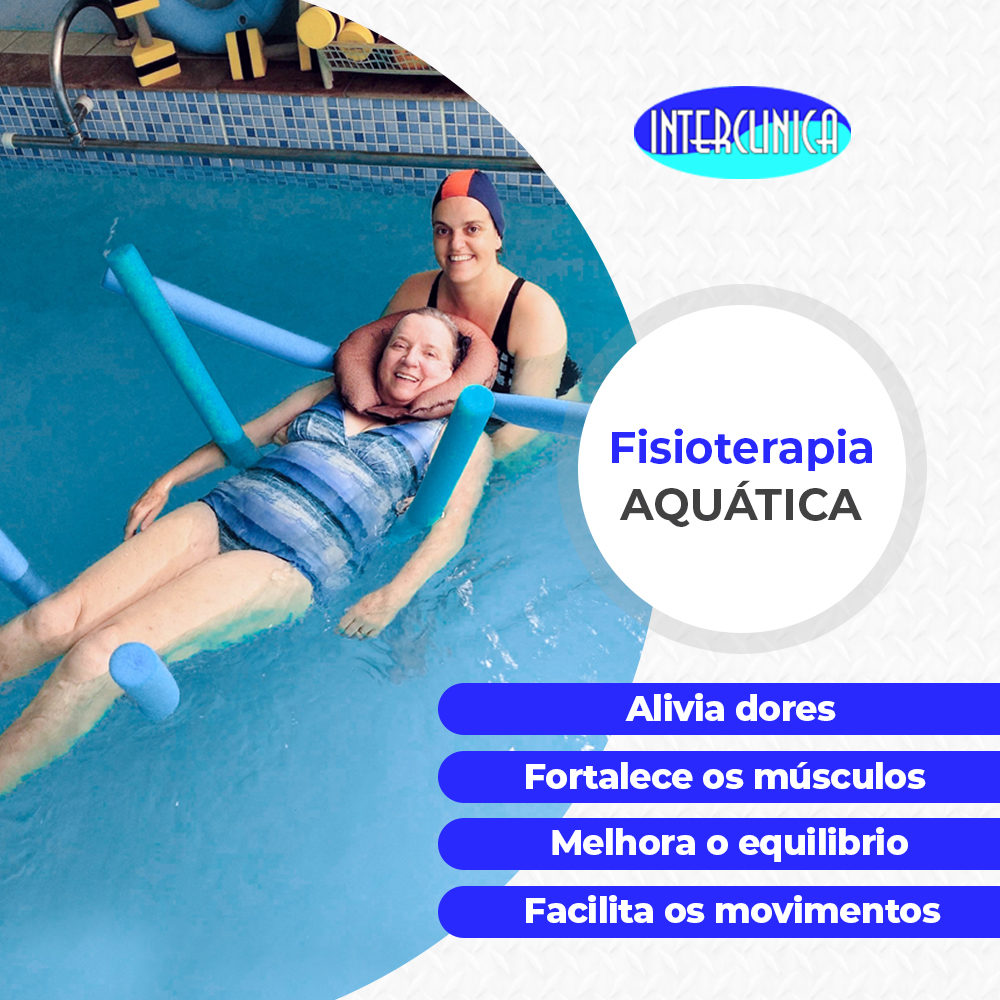 INTERCLINICA
Fisioterapia
AQUÁTICA
Alivia dores
Fortalece os músculos
Melhora o equilibrio
Facilita os movimentos